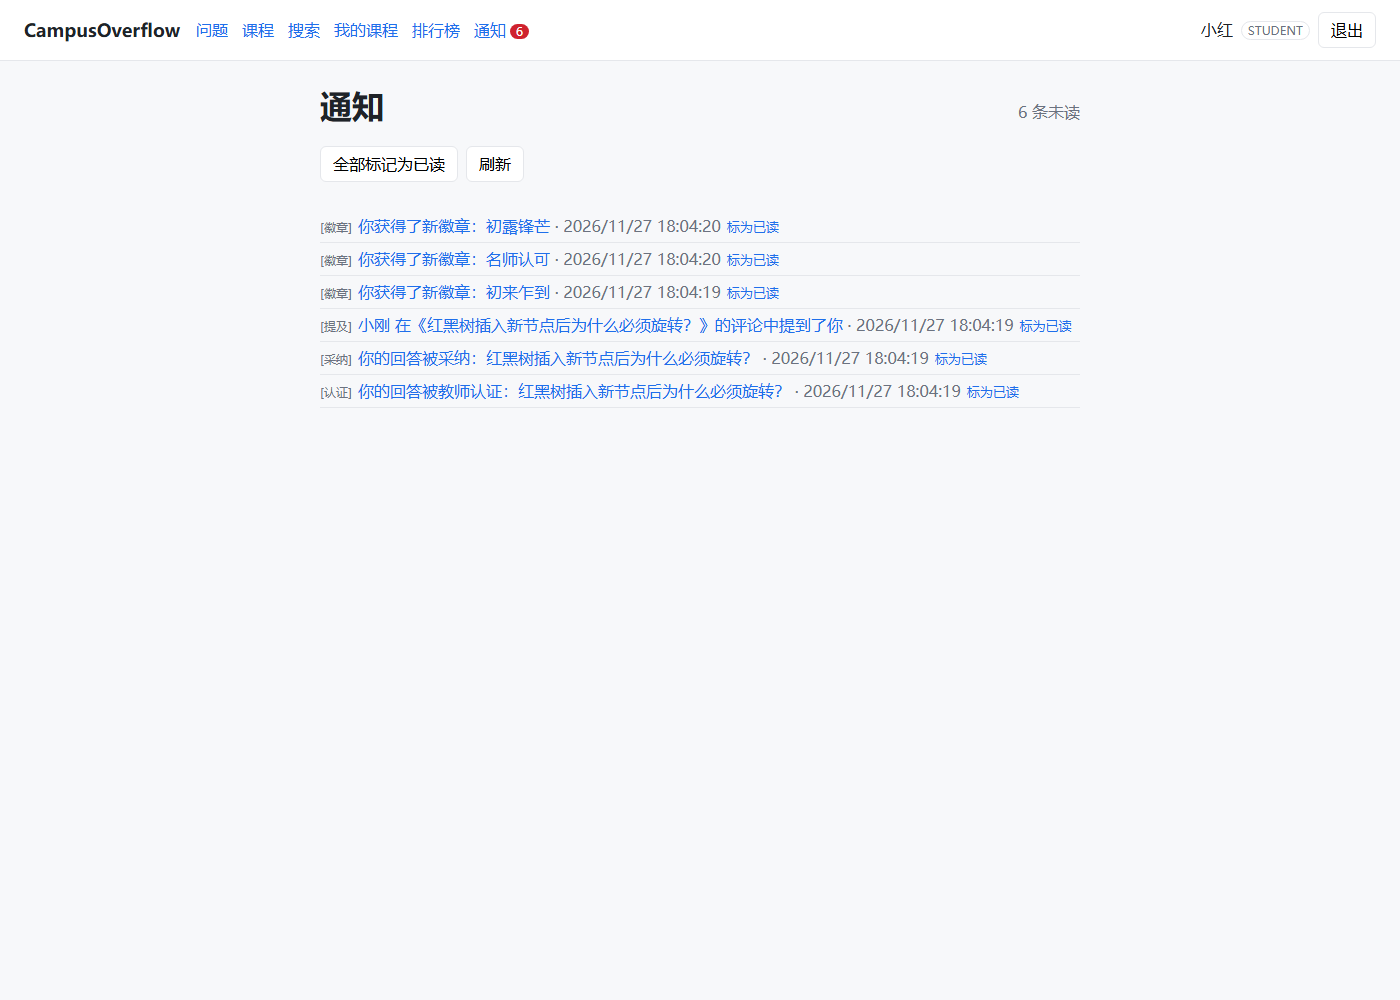 CampusOverflow 问题 课程 搜索 我的课程 排行榜 通知 6 小红 STUDENT 退出
通知 6 条未读
全部标记为已读 刷新
[徽章] 你获得了新徽章：初露锋芒 · 2026/11/27 18:04:20 标为已读
[徽章] 你获得了新徽章：名师认可 · 2026/11/27 18:04:20 标为已读
[徽章] 你获得了新徽章：初来乍到 · 2026/11/27 18:04:19 标为已读
[提及] 小刚 在《红黑树插入新节点后为什么必须旋转？》的评论中提到了你 · 2026/11/27 18:04:19 标为已读
[采纳] 你的回答被采纳：红黑树插入新节点后为什么必须旋转？ · 2026/11/27 18:04:19 标为已读
[认证] 你的回答被教师认证：红黑树插入新节点后为什么必须旋转？ · 2026/11/27 18:04:19 标为已读